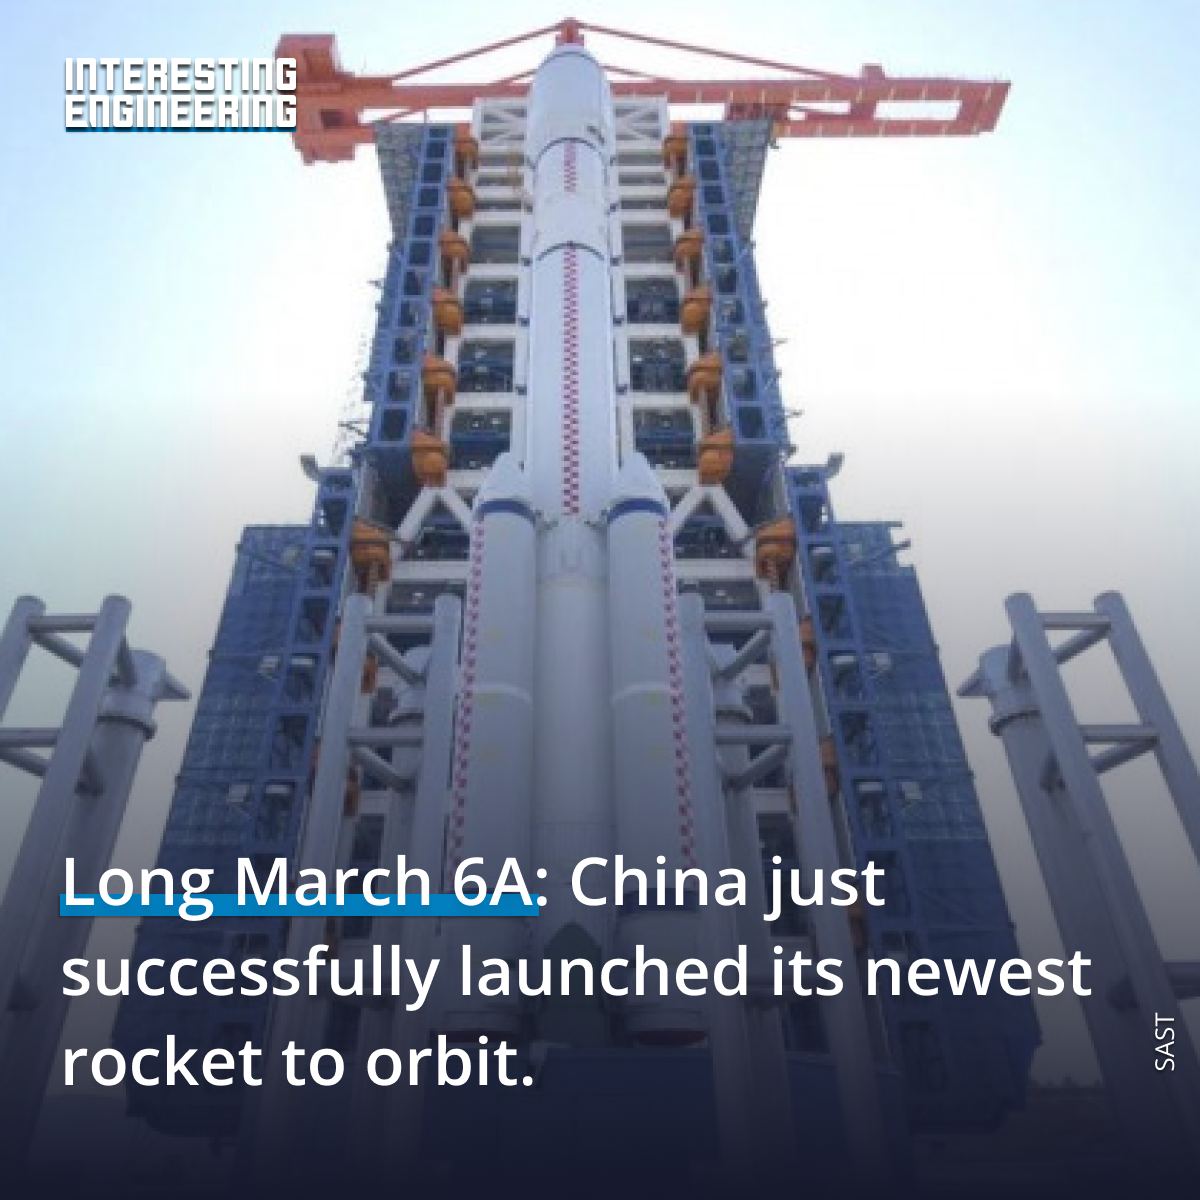 INTERESTING
ENGINEERING
Long March 6A: China just
successfully launched its newest
rocket to orbit.
SAST